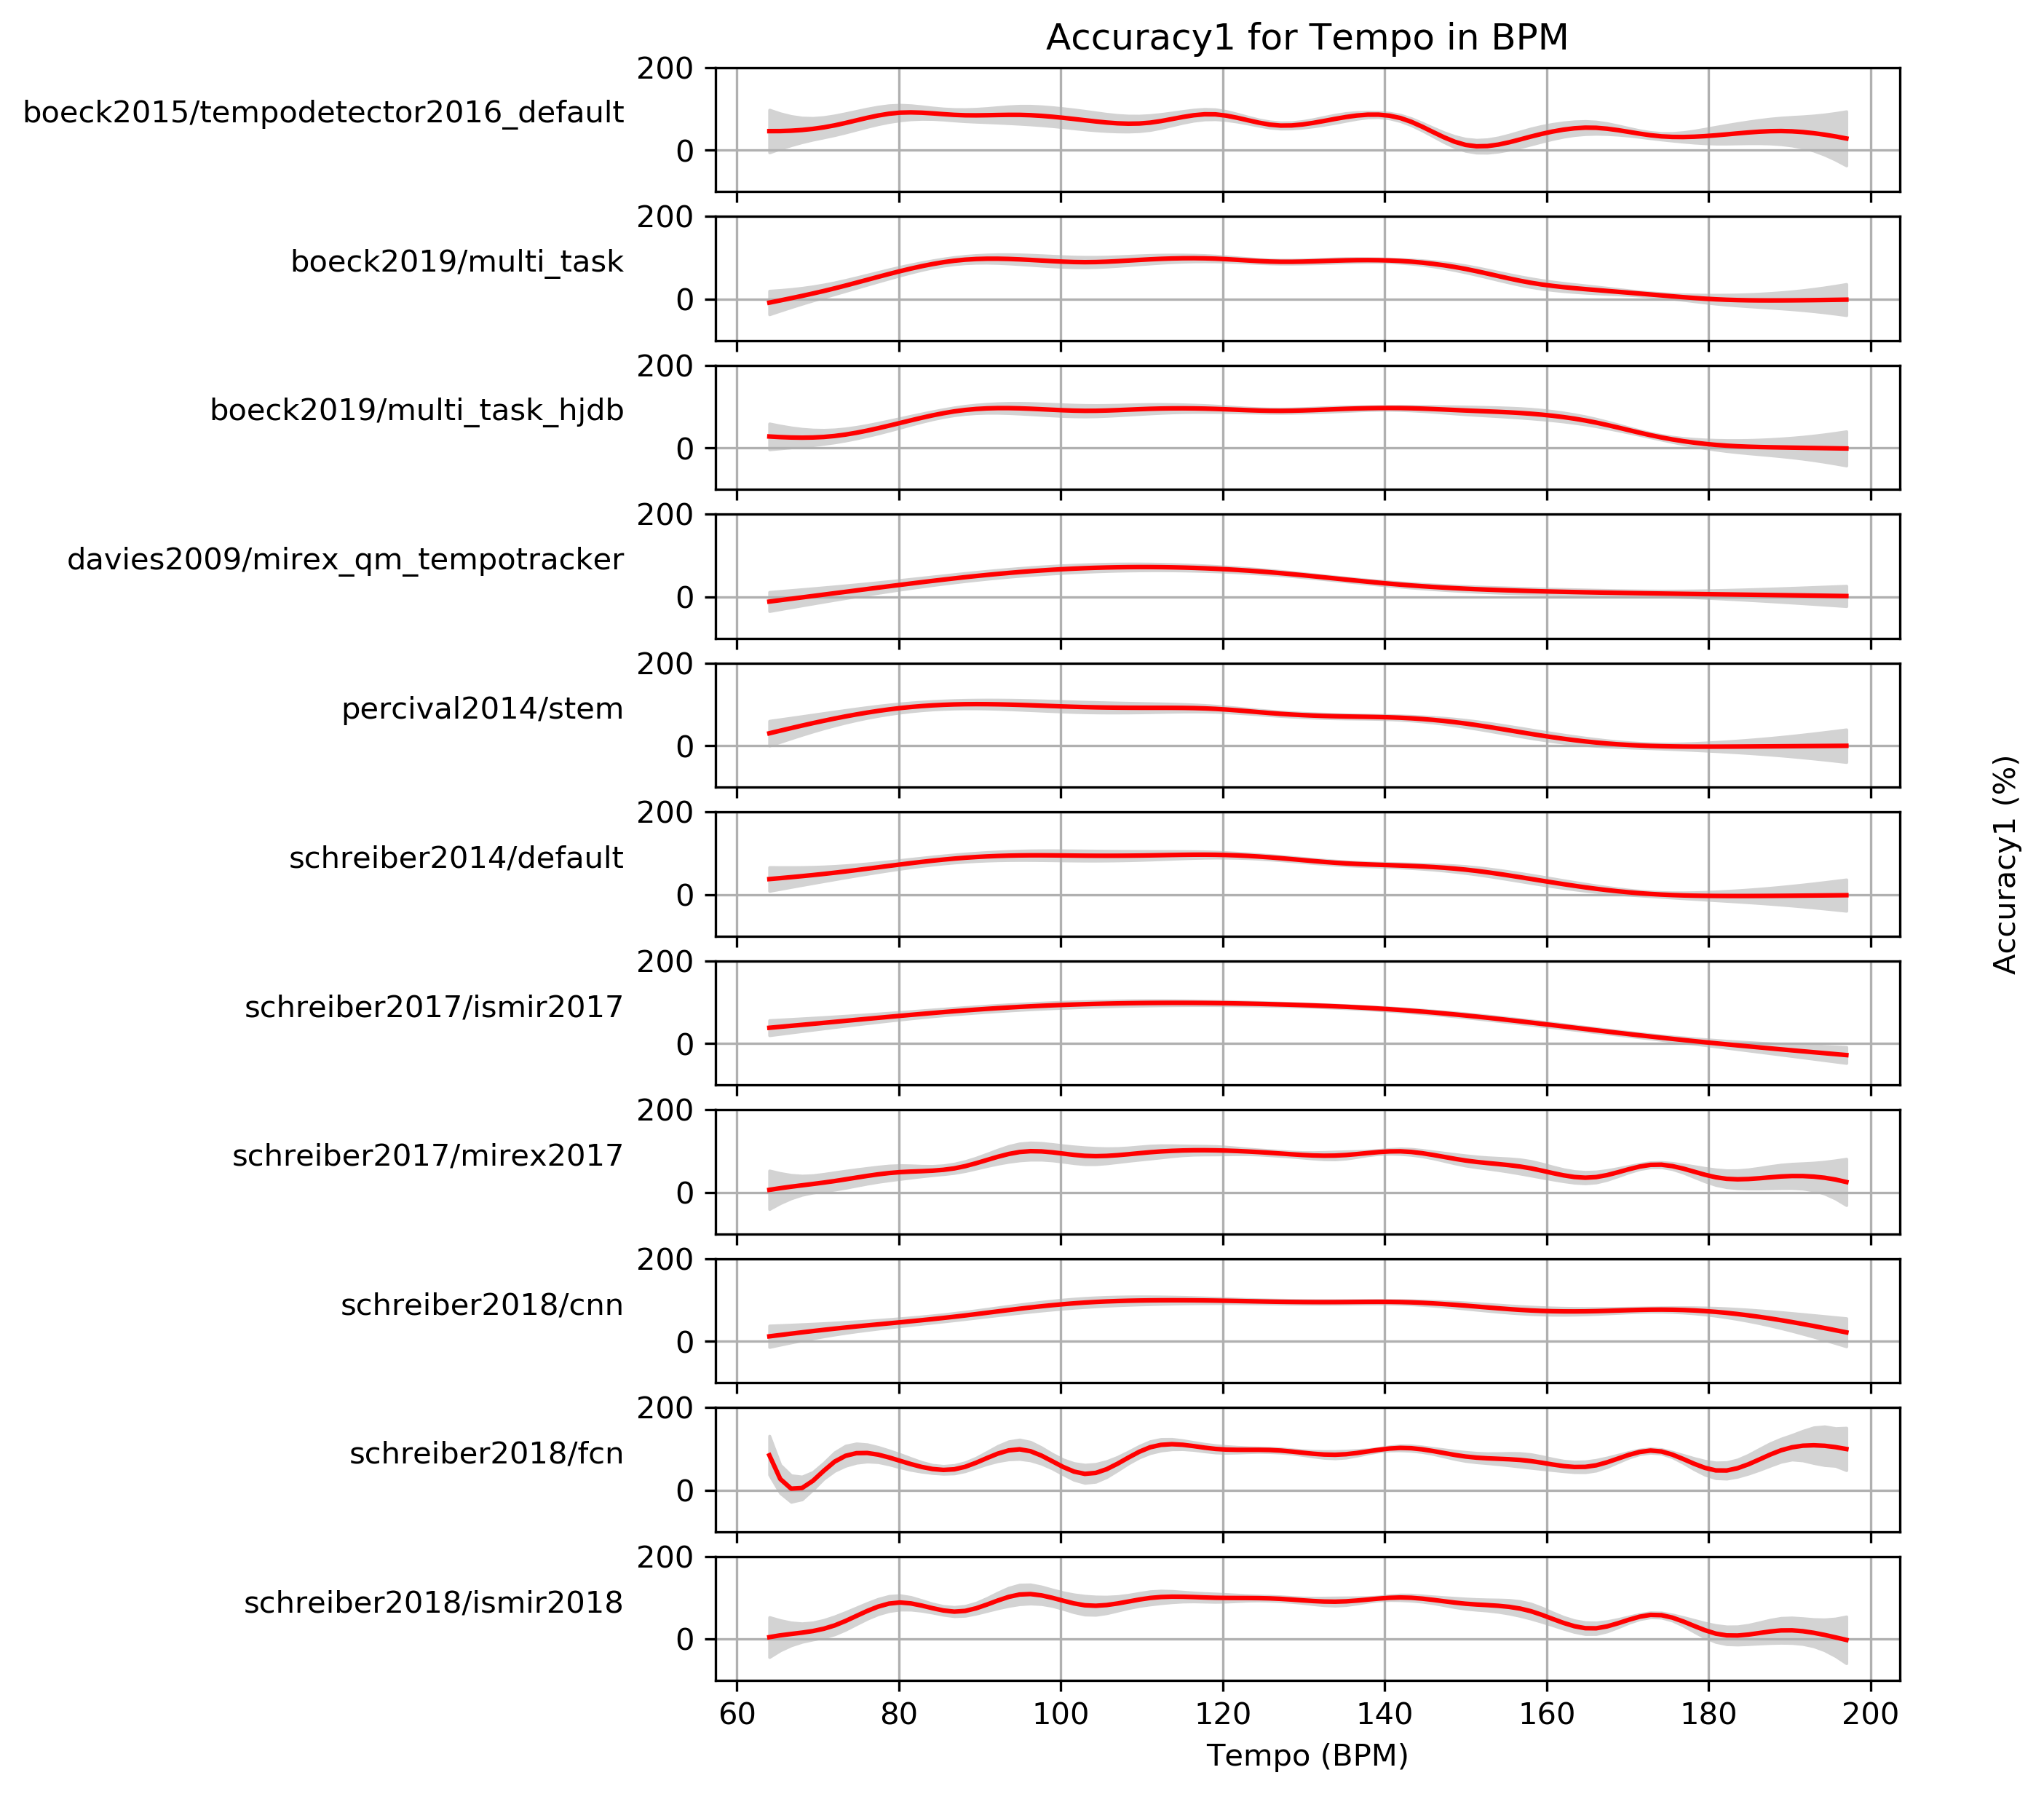 Accuracy1 for Tempo in BPM
200
boeck2015/tempodetector2016_default
0
200
boeck2019/multi_task
0
200
boeck2019/multi_task_hjdb
0
200
davies2009/mirex_qm_tempotracker
0
200
percival2014/stem
0
200
schreiber2014/default
0
Accuracy1 (%)
200
schreiber2017/ismir2017
0
200
schreiber2017/mirex2017
0
200
schreiber2018/cnn
0
200
schreiber2018/fcn
0
200
schreiber2018/ismir2018
0
60 80 100 120 140 160 180 200
Tempo (BPM)